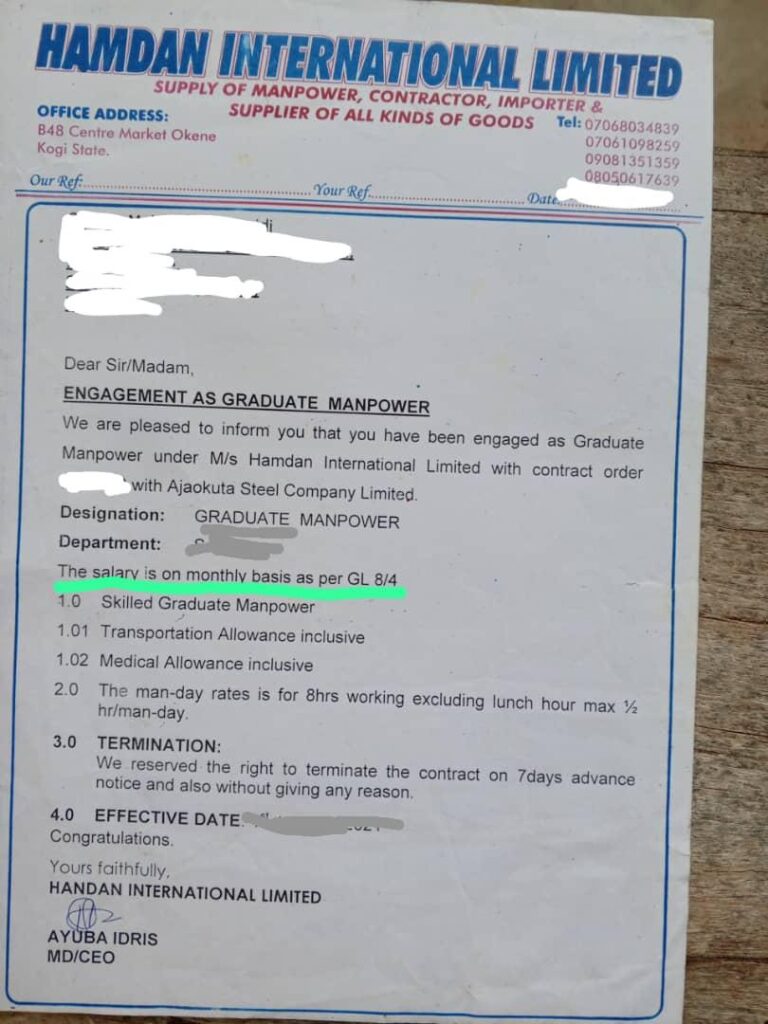 HAMDAN INTERNATIONAL LIMITED
SUPPLY OF MANPOWER, CONTRACTOR, IMPORTER &
SUPPLIER OF ALL KINDS OF GOODS
OFFICE ADDRESS:
B48 Centre Market Okene
Kogi State.
Tel: 07068034839
07061098259
09081351359
08050617639
Our Ref:
Your Ref
Date
Dear Sir/Madam,
ENGAGEMENT AS GRADUATE MANPOWER
We are pleased to inform you that you have been engaged as Graduate
Manpower under M/s Hamdan International Limited with contract order
with Ajaokuta Steel Company Limited.
Designation: GRADUATE MANPOWER
Department:
The salary is on monthly basis as per GL 8/4
1.0 Skilled Graduate Manpower
1.01 Transportation Allowance inclusive
1.02 Medical Allowance inclusive
2.0 The man-day rates is for 8hrs working excluding lunch hour max ½
hr/man-day.
3.0 TERMINATION:
We reserved the right to terminate the contract on 7days advance
notice and also without giving any reason.
4.0 EFFECTIVE DATE
Congratulations.
Yours faithfully,
HANDAN INTERNATIONAL LIMITED
AYUBA IDRIS
MD/CEO